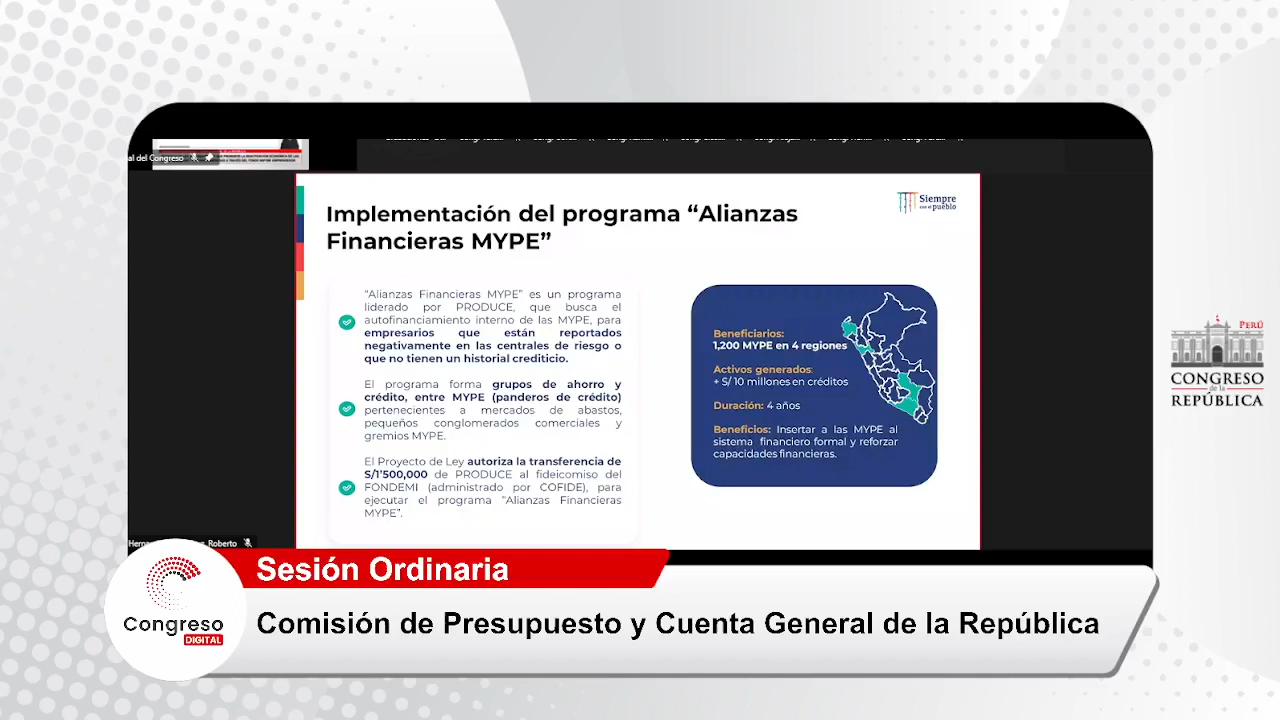 al del Congreso
Implementación del programa “Alianzas
Financieras MYPE”
Siempre
con el pueblo
“Alianzas Financieras MYPE” es un programa
liderado por PRODUCE, que busca el
autofinanciamiento interno de las MYPE, para
empresarios que están reportados
negativamente en las centrales de riesgo o
que no tienen un historial crediticio.
El programa forma grupos de ahorro y
crédito, entre MYPE (panderos de crédito)
pertenecientes a mercados de abastos,
pequeños conglomerados comerciales y
gremios MYPE.
El Proyecto de Ley autoriza la transferencia de
S/1’500,000 de PRODUCE al fideicomiso del
FONDEMI (administrado por COFIDE), para
ejecutar el programa “Alianzas Financieras
MYPE”.
Beneficiarios:
1,200 MYPE en 4 regiones
Activos generados:
+ S/ 10 millones en créditos
Duración: 4 años
Beneficios: Insertar a las MYPE al
sistema financiero formal y reforzar
capacidades financieras.
Roberto
PERÚ
CONGRESO
de la
REPÚBLICA
Congreso
DIGITAL
Sesión Ordinaria
Comisión de Presupuesto y Cuenta General de la República